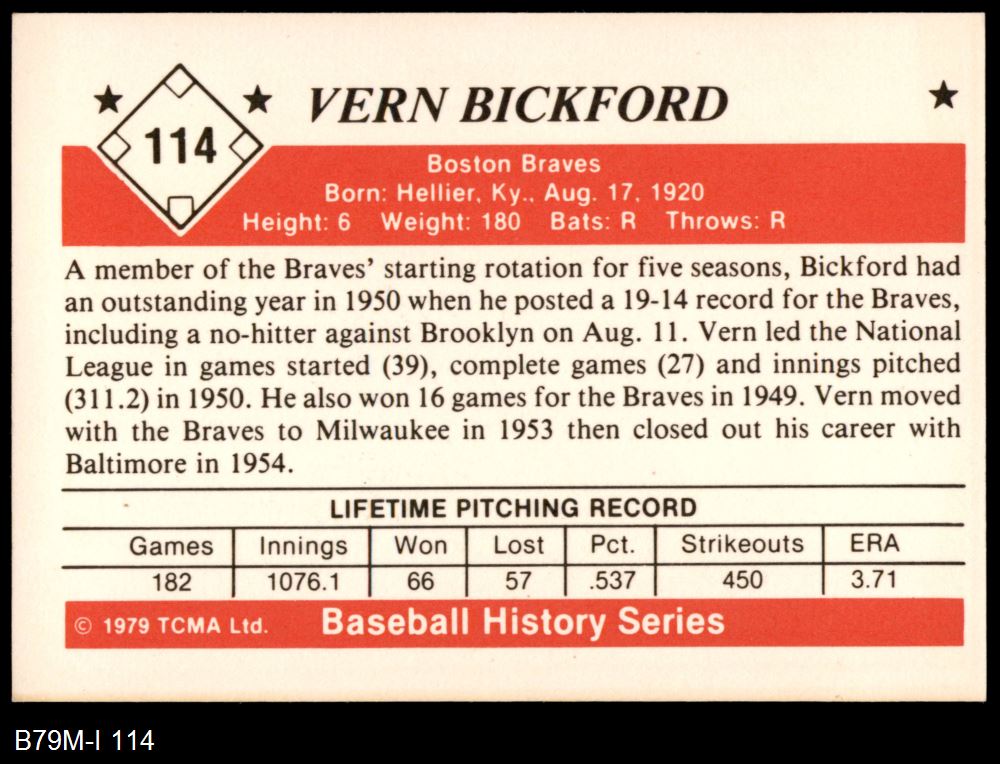 114
VERN BICKFORD
Boston Braves
Born: Hellier, Ky., Aug. 17, 1920
Height: 6 Weight: 180 Bats: R Throws: R
A member of the Braves' starting rotation for five seasons, Bickford had
an outstanding year in 1950 when he posted a 19-14 record for the Braves,
including a no-hitter against Brooklyn on Aug. 11. Vern led the National
League in games started (39), complete games (27) and innings pitched
(311.2) in 1950. He also won 16 games for the Braves in 1949. Vern moved
with the Braves to Milwaukee in 1953 then closed out his career with
Baltimore in 1954.
LIFETIME PITCHING RECORD
Games Innings Won Lost Pct. Strikeouts ERA
182 1076.1 66 57 .537 450 3.71
© 1979 TCMA Ltd. Baseball History Series
B79M-I 114